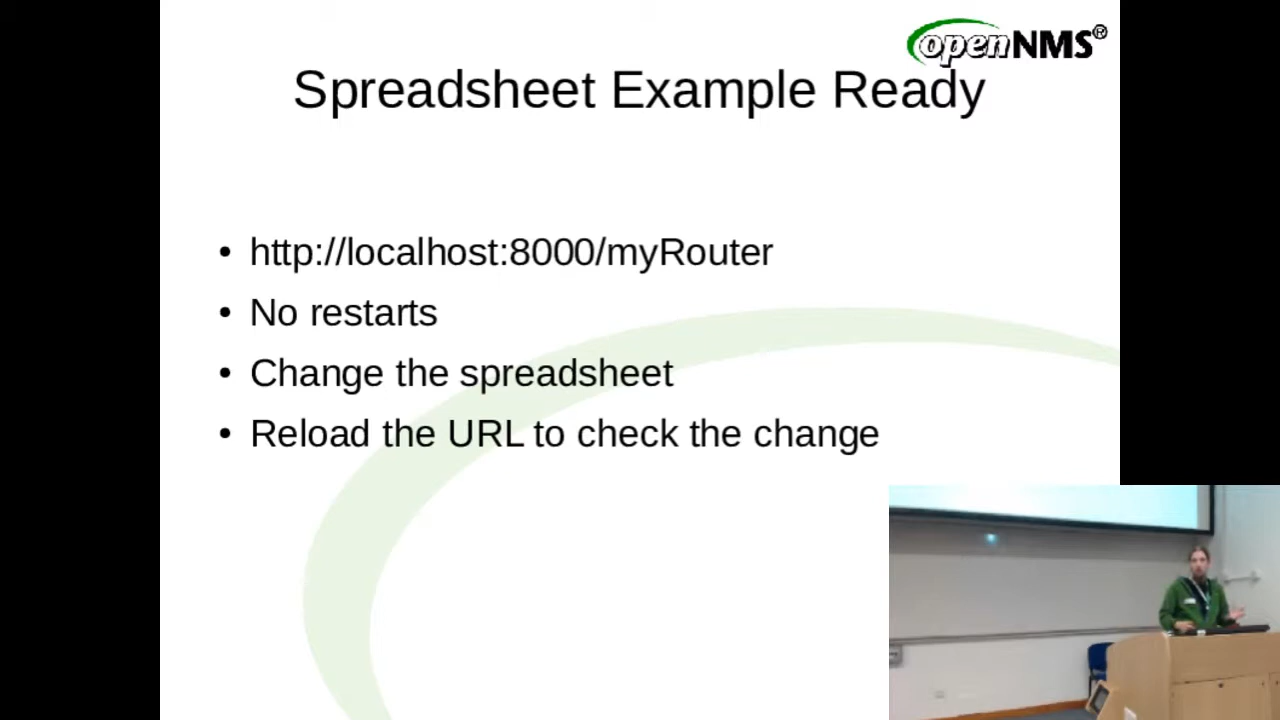 openNMS®
Spreadsheet Example Ready
• http://localhost:8000/myRouter
• No restarts
• Change the spreadsheet
• Reload the URL to check the change